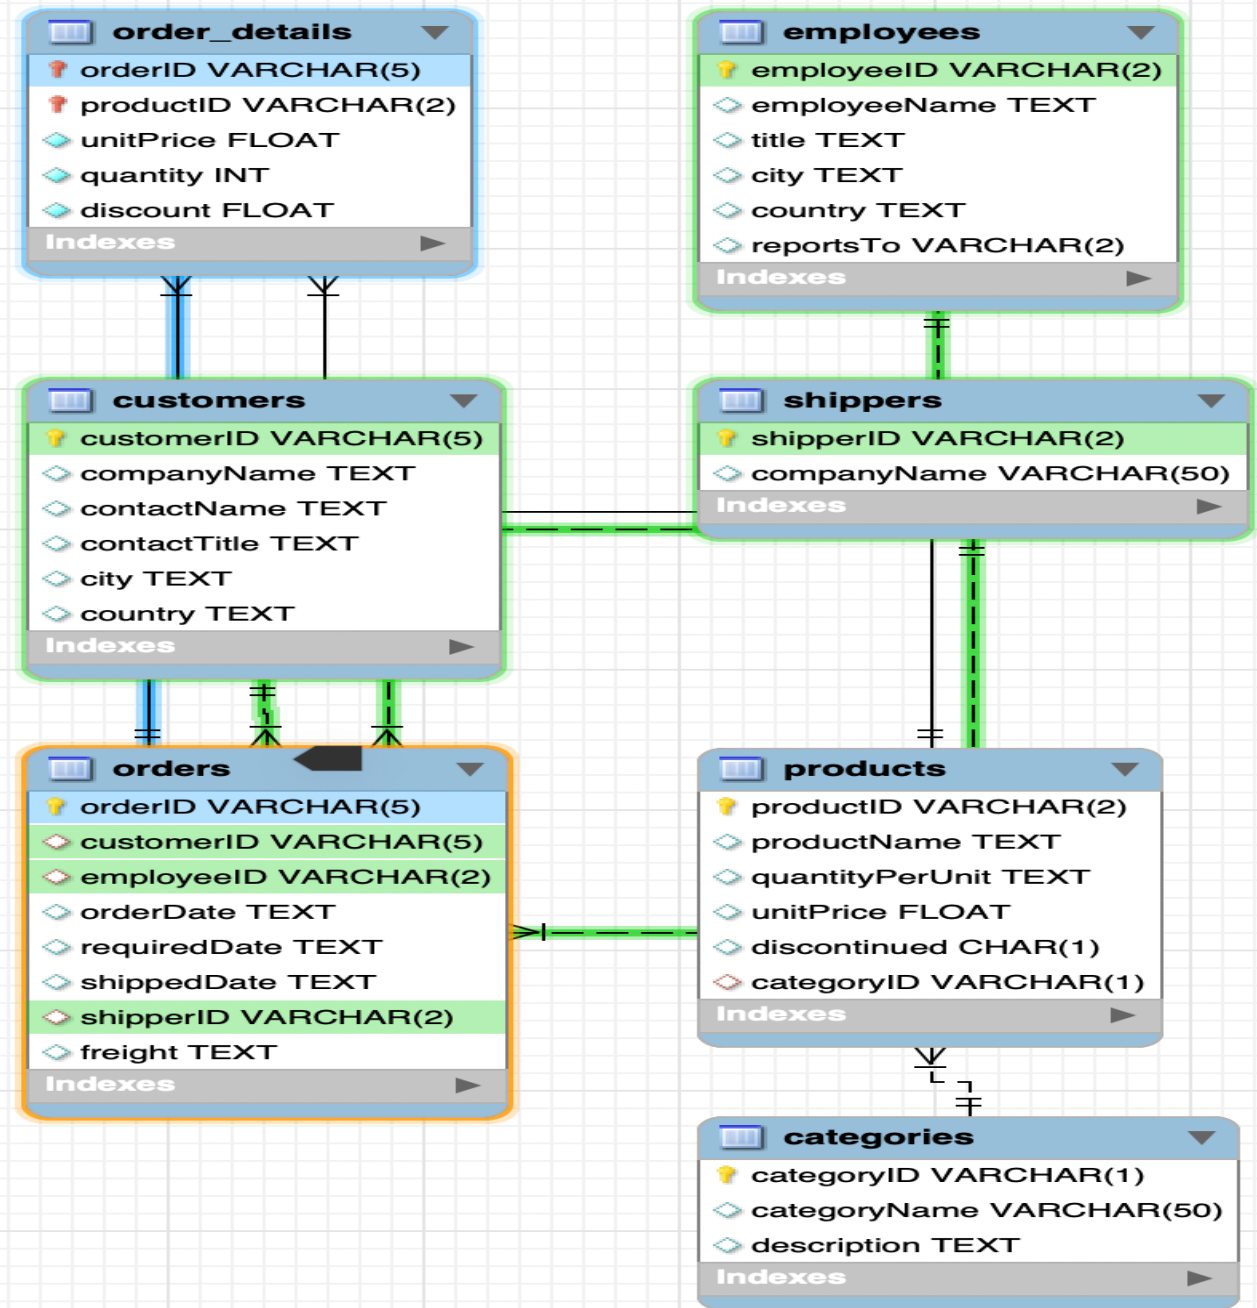 order_details
orderID VARCHAR(5)
productID VARCHAR(2)
unitPrice FLOAT
quantity INT
discount FLOAT
Indexes
employees
employeeID VARCHAR(2)
employeeName TEXT
title TEXT
city TEXT
country TEXT
reportsTo VARCHAR(2)
Indexes
customers
customerID VARCHAR(5)
companyName TEXT
contactName TEXT
contactTitle TEXT
city TEXT
country TEXT
Indexes
shippers
shipperID VARCHAR(2)
companyName VARCHAR(50)
Indexes
orders
orderID VARCHAR(5)
customerID VARCHAR(5)
employeeID VARCHAR(2)
orderDate TEXT
requiredDate TEXT
shippedDate TEXT
shipperID VARCHAR(2)
freight TEXT
Indexes
products
productID VARCHAR(2)
productName TEXT
quantityPerUnit TEXT
unitPrice FLOAT
discontinued CHAR(1)
categoryID VARCHAR(1)
Indexes
categories
categoryID VARCHAR(1)
categoryName VARCHAR(50)
description TEXT
Indexes